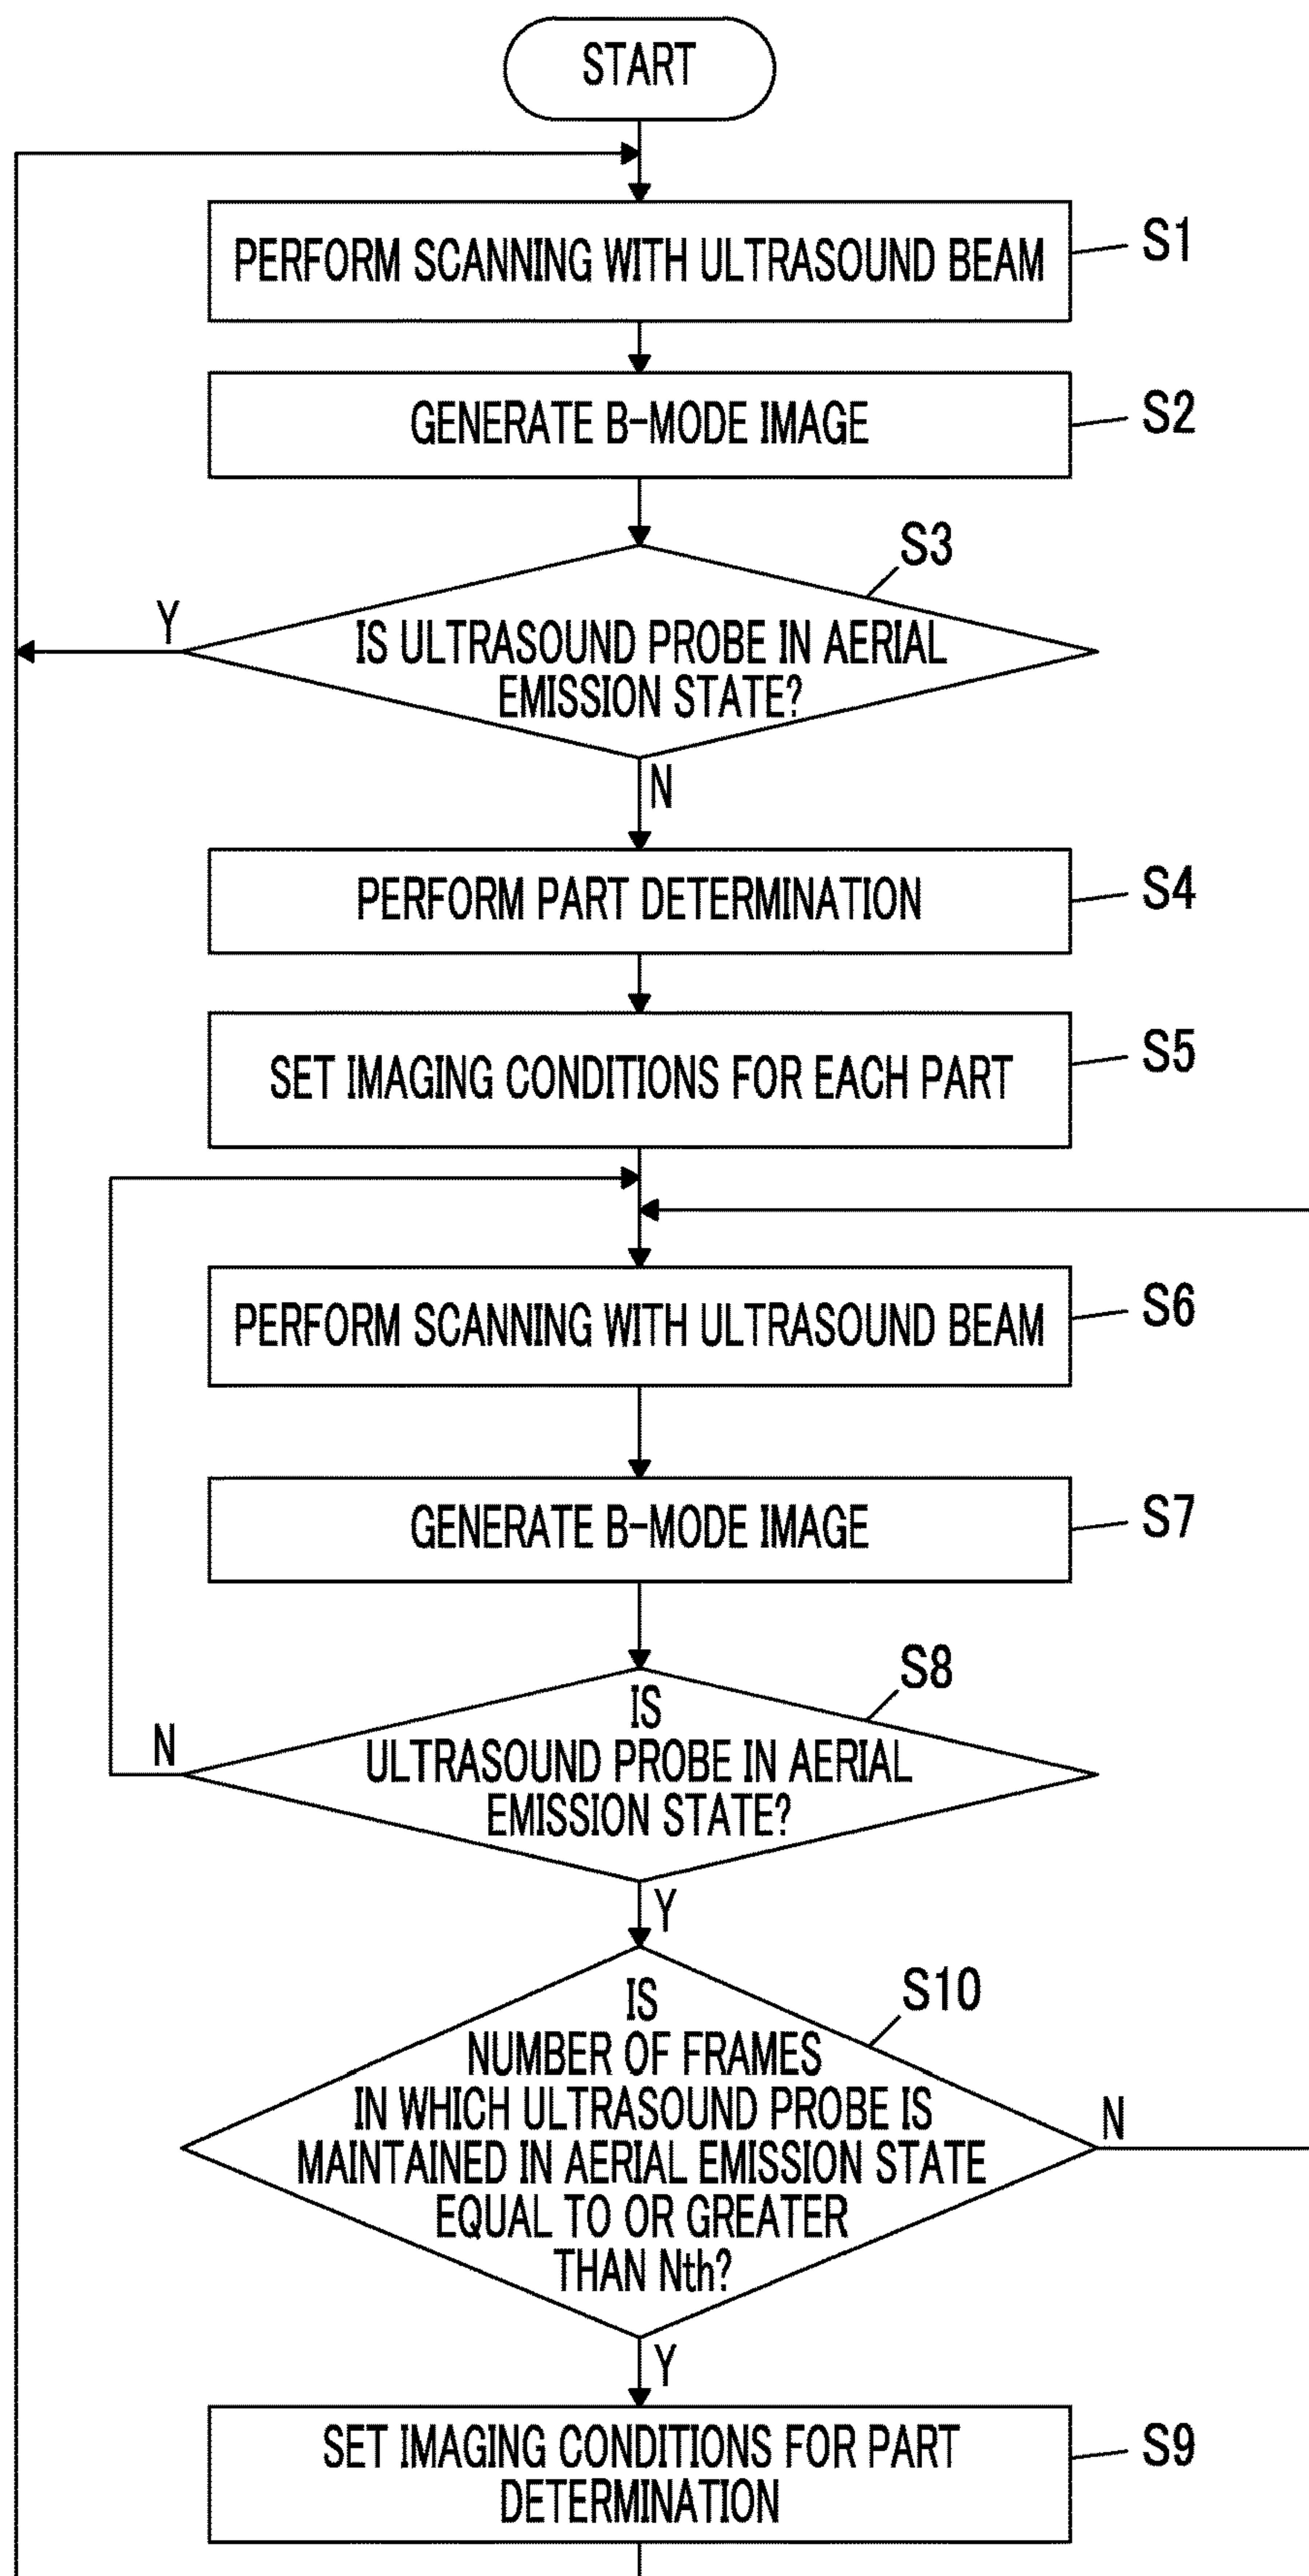 START
PERFORM SCANNING WITH ULTRASOUND BEAM
S1
GENERATE B-MODE IMAGE
S2
S3
Y
IS ULTRASOUND PROBE IN AERIAL
EMISSION STATE?
N
PERFORM PART DETERMINATION
S4
SET IMAGING CONDITIONS FOR EACH PART
S5
PERFORM SCANNING WITH ULTRASOUND BEAM
S6
GENERATE B-MODE IMAGE
S7
S8
N
IS
ULTRASOUND PROBE IN AERIAL
EMISSION STATE?
Y
S10
IS
NUMBER OF FRAMES
IN WHICH ULTRASOUND PROBE IS
MAINTAINED IN AERIAL EMISSION STATE
EQUAL TO OR GREATER
THAN Nth?
N
Y
SET IMAGING CONDITIONS FOR PART
DETERMINATION
S9